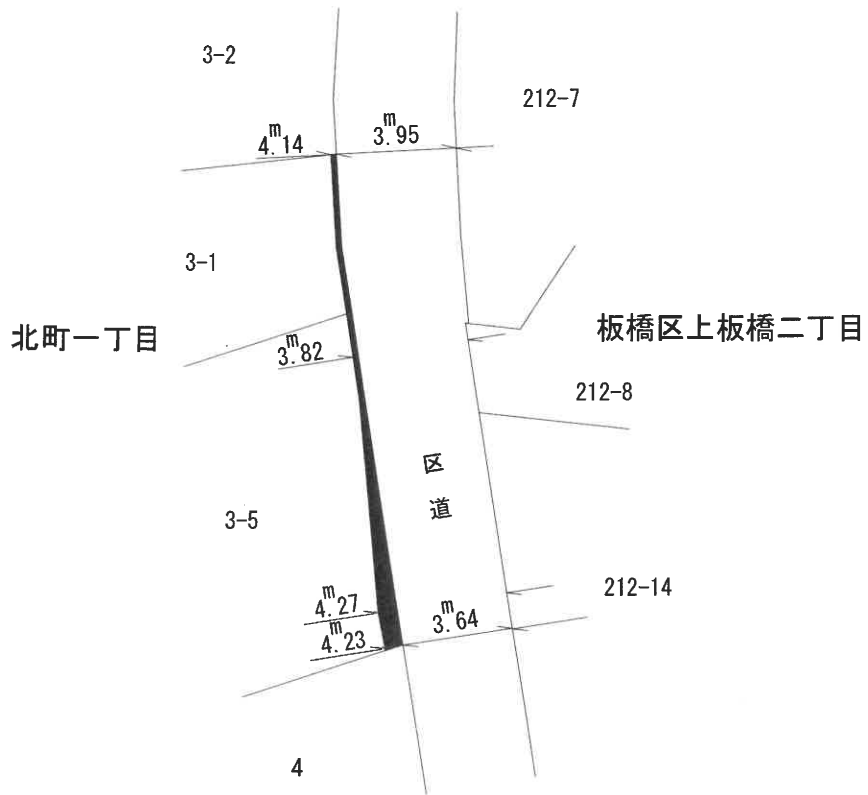 3-2
212-7
4.14m
3.95m
3-1
北町一丁目
板橋区上板橋二丁目
3.82m
212-8
区道
3-5
212-14
4.27m
3.64m
4.23m
4